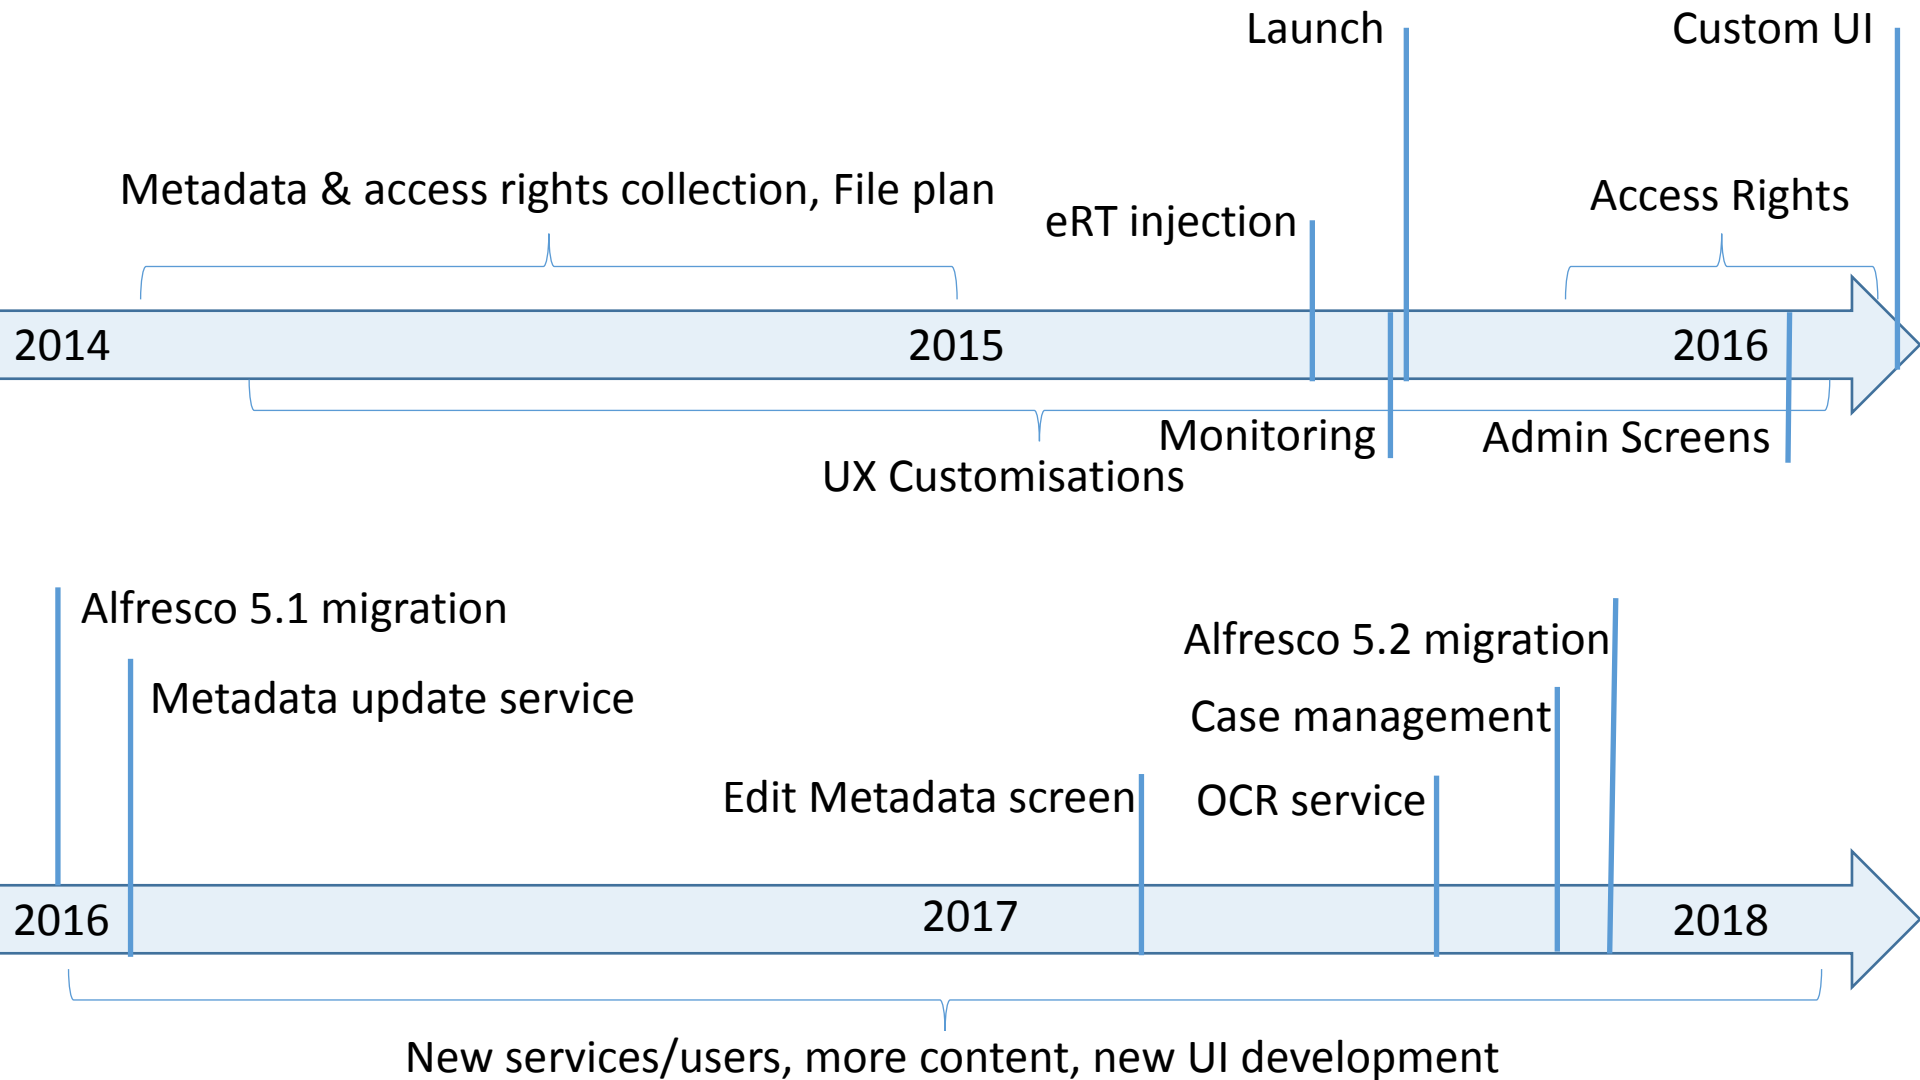 Launch
Custom UI
Metadata & access rights collection, File plan
eRT injection
Access Rights
2014
2015
2016
Monitoring
Admin Screens
UX Customisations
Alfresco 5.1 migration
Alfresco 5.2 migration
Metadata update service
Case management
Edit Metadata screen
OCR service
2016
2017
2018
New services/users, more content, new UI development